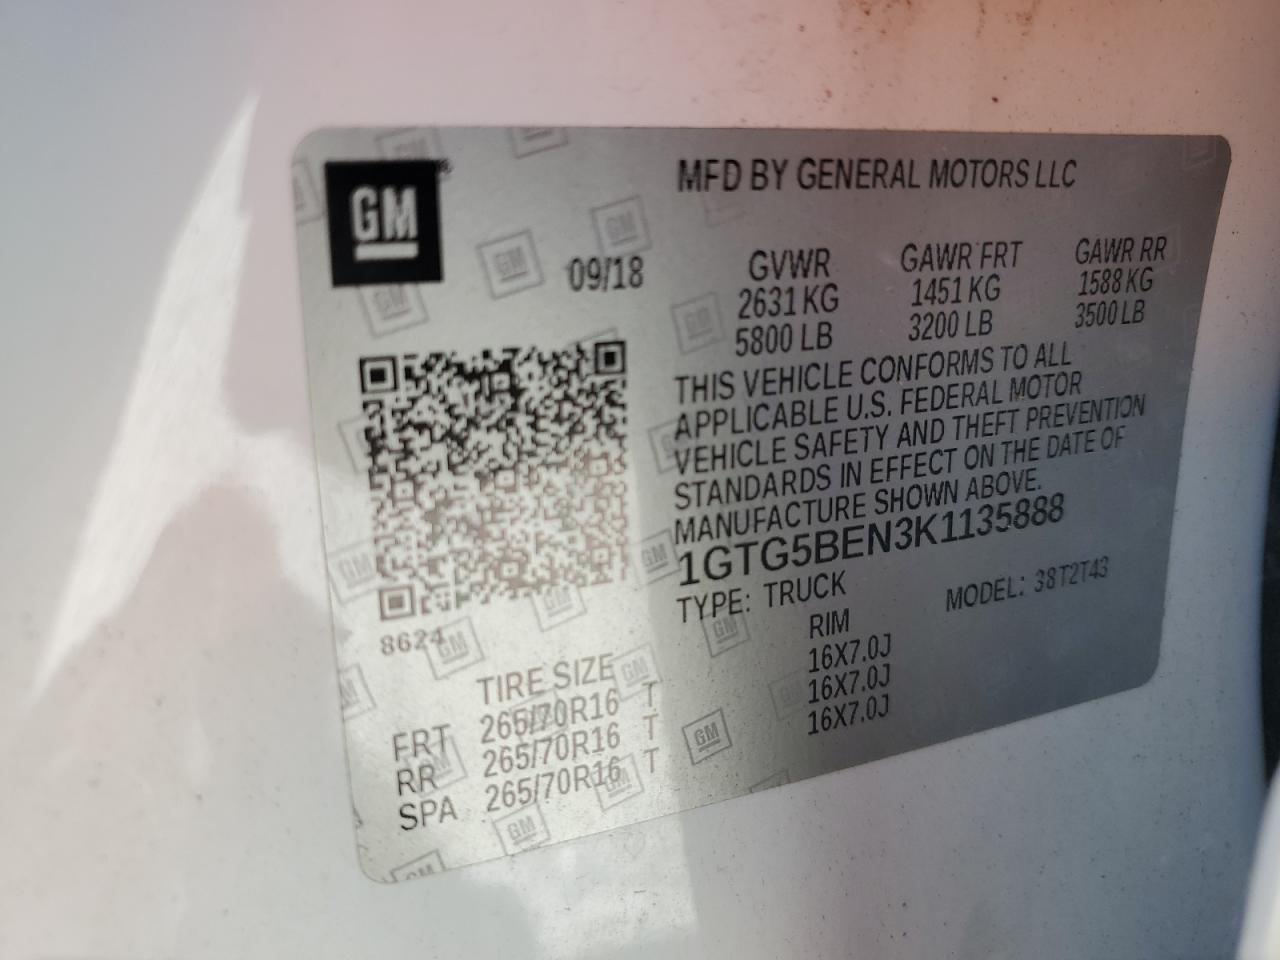 GM
MFD BY GENERAL MOTORS LLC
09/18
GVWR GAWR FRT GAWR RR
2631 KG 1451 KG 1588 KG
5800 LB 3200 LB 3500 LB
THIS VEHICLE CONFORMS TO ALL
APPLICABLE U.S. FEDERAL MOTOR
VEHICLE SAFETY AND THEFT PREVENTION
STANDARDS IN EFFECT ON THE DATE OF
MANUFACTURE SHOWN ABOVE.
1GTG5BEN3K1135888
TYPE: TRUCK MODEL: 38T2T43
8624
TIRE SIZE RIM
FRT 265/70R16 T 16X7.0J
RR 265/70R16 T 16X7.0J
SPA 265/70R16 T 16X7.0J